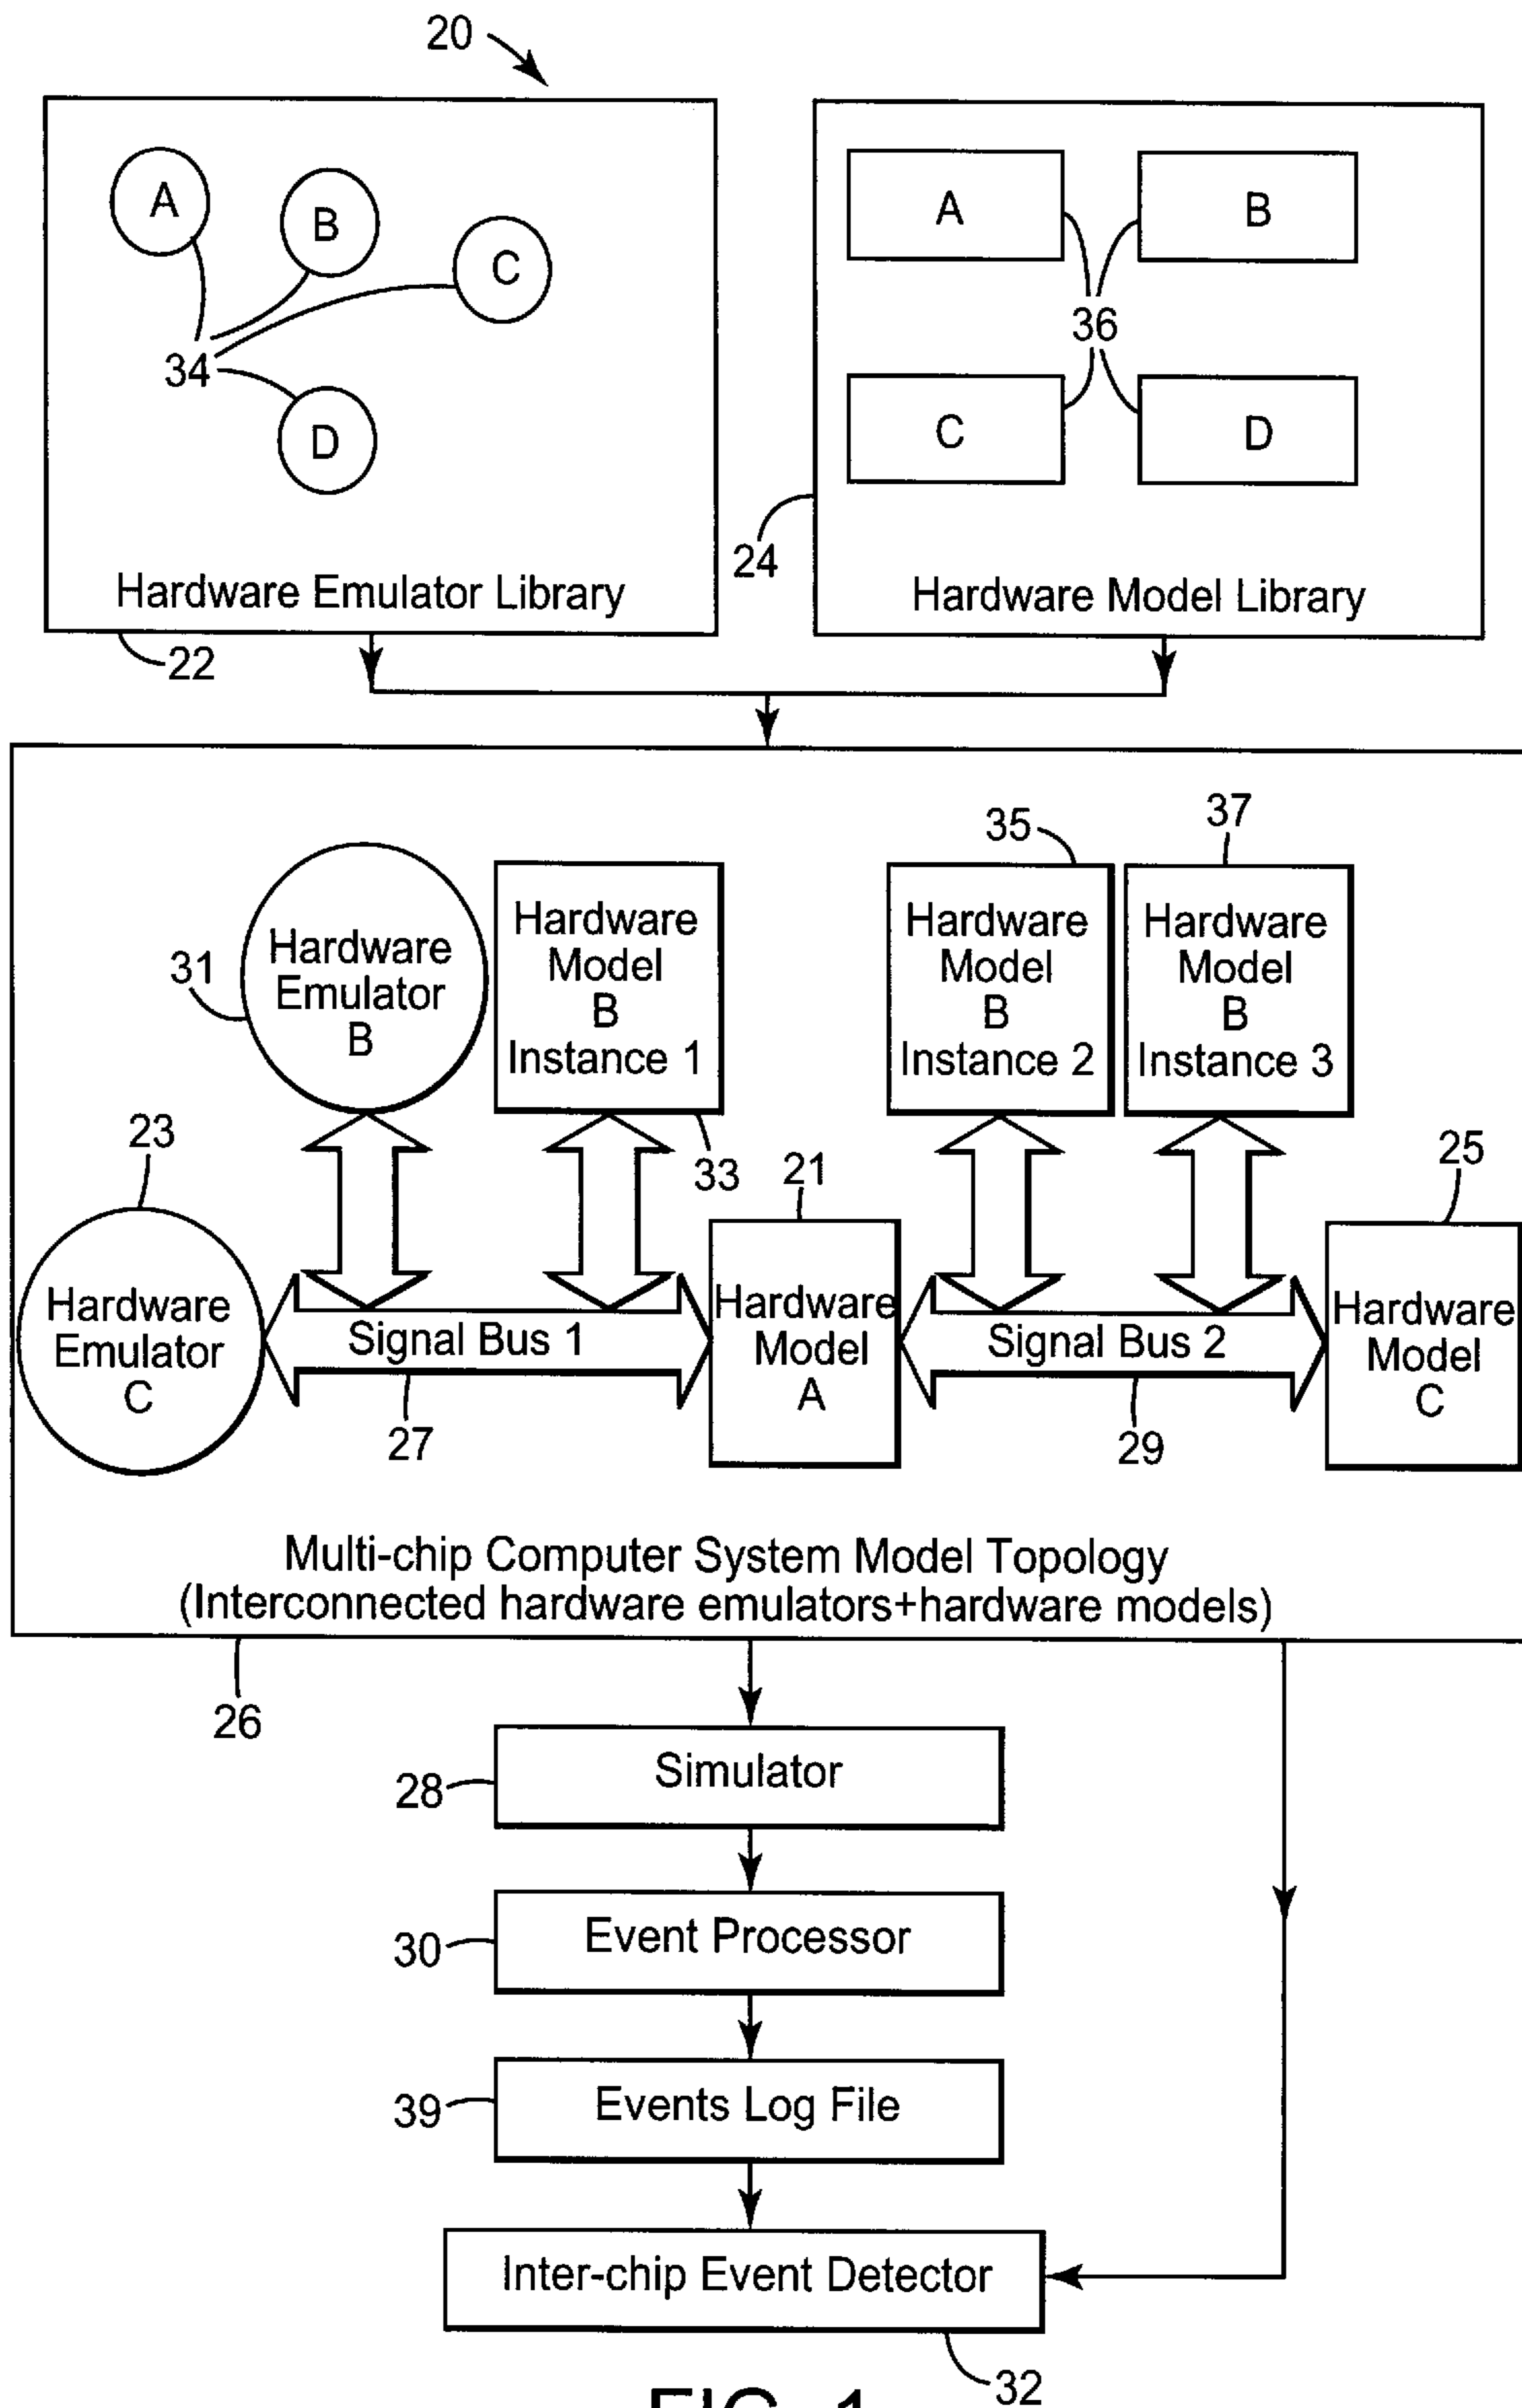 20
A
B
C
D
34
Hardware Emulator Library
22
A
B
36
C
D
24
Hardware Model Library
31
Hardware
Emulator
B
Hardware
Model
B
Instance 1
33
35
Hardware
Model
B
Instance 2
37
Hardware
Model
B
Instance 3
23
Hardware
Emulator
C
Signal Bus 1
27
21
Hardware
Model
A
Signal Bus 2
29
25
Hardware
Model
C
Multi-chip Computer System Model Topology
(Interconnected hardware emulators+hardware models)
26
Simulator
28
Event Processor
30
Events Log File
39
Inter-chip Event Detector
32
FIG. 1